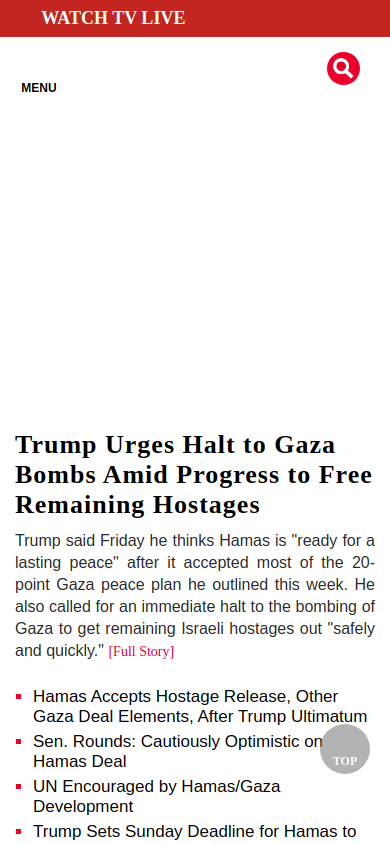 WATCH TV LIVE
MENU
Trump Urges Halt to Gaza
Bombs Amid Progress to Free
Remaining Hostages
Trump said Friday he thinks Hamas is "ready for a
lasting peace" after it accepted most of the 20-
point Gaza peace plan he outlined this week. He
also called for an immediate halt to the bombing of
Gaza to get remaining Israeli hostages out "safely
and quickly." [Full Story]
Hamas Accepts Hostage Release, Other
Gaza Deal Elements, After Trump Ultimatum
Sen. Rounds: Cautiously Optimistic on
Hamas Deal
TOP
UN Encouraged by Hamas/Gaza
Development
Trump Sets Sunday Deadline for Hamas to